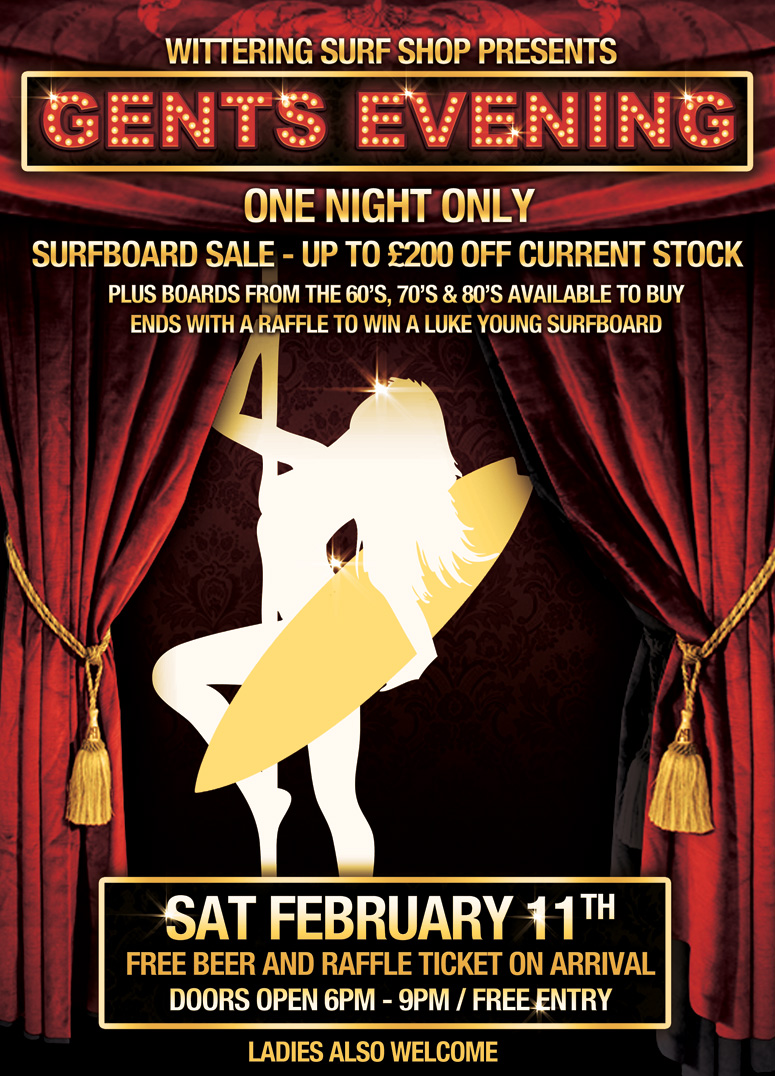 WITTERING SURF SHOP PRESENTS
GENTS EVENING
ONE NIGHT ONLY
SURFBOARD SALE - UP TO £200 OFF CURRENT STOCK
PLUS BOARDS FROM THE 60'S, 70'S & 80'S AVAILABLE TO BUY
ENDS WITH A RAFFLE TO WIN A LUKE YOUNG SURFBOARD
SAT FEBRUARY 11TH
FREE BEER AND RAFFLE TICKET ON ARRIVAL
DOORS OPEN 6PM - 9PM / FREE ENTRY
LADIES ALSO WELCOME